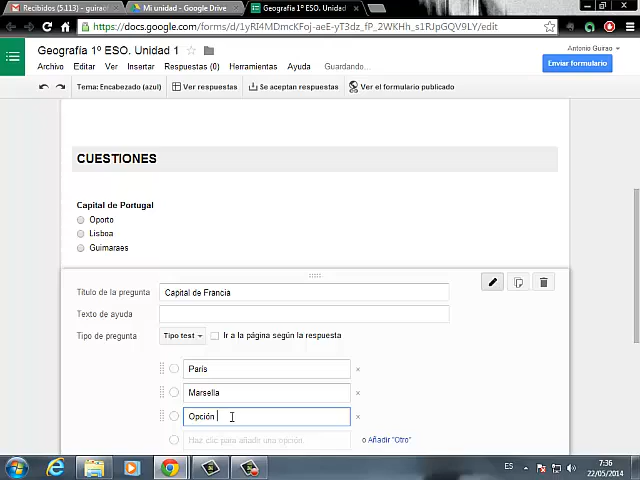 Recibidos (5.113) - guirao
Mi unidad - Google Drive
Geografía 1º ESO. Unidad
https://docs.google.com/forms/d/1yRI4MDmcKFoj-aeE-yT3dz_fP_2WKHh_s1RJpGQV9LY/edit
Geografía 1º ESO. Unidad 1
Antonio Guirao
Archivo Editar Ver Insertar Respuestas (0) Herramientas Ayuda Guardando...
Enviar formulario
Tema: Encabezado (azul) Ver respuestas Se aceptan respuestas Ver el formulario publicado
CUESTIONES
Capital de Portugal
Oporto
Lisboa
Guimaraes
Título de la pregunta Capital de Francia
Texto de ayuda
Tipo de pregunta Tipo test Ir a la página según la respuesta
París
Marsella
Opción
Haz clic para añadir una opción. o Añadir "Otro"
ES 7:36
22/05/2014